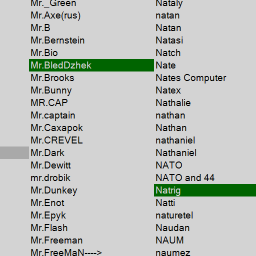 Mr._Green Nataly
Mr.Axe(rus) natan
Mr.B Natan
Mr.Bernstein Natasi
Mr.Bio Natch
Mr.BledDzhek Nate
Mr.Brooks Nates Computer
Mr.Bunny Natex
MR.CAP Nathalie
Mr.captain nathan
Mr.Caxapok Nathan
Mr.CREVEL nathaniel
Mr.Dark Nathaniel
Mr.Dewitt NATO
mr.drobik NATO and 44
Mr.Dunkey Natrig
Mr.Enot Natti
Mr.Epyk naturetel
Mr.Flash Naudan
Mr.Freeman NAUM
Mr.FreeMaN----> naumez